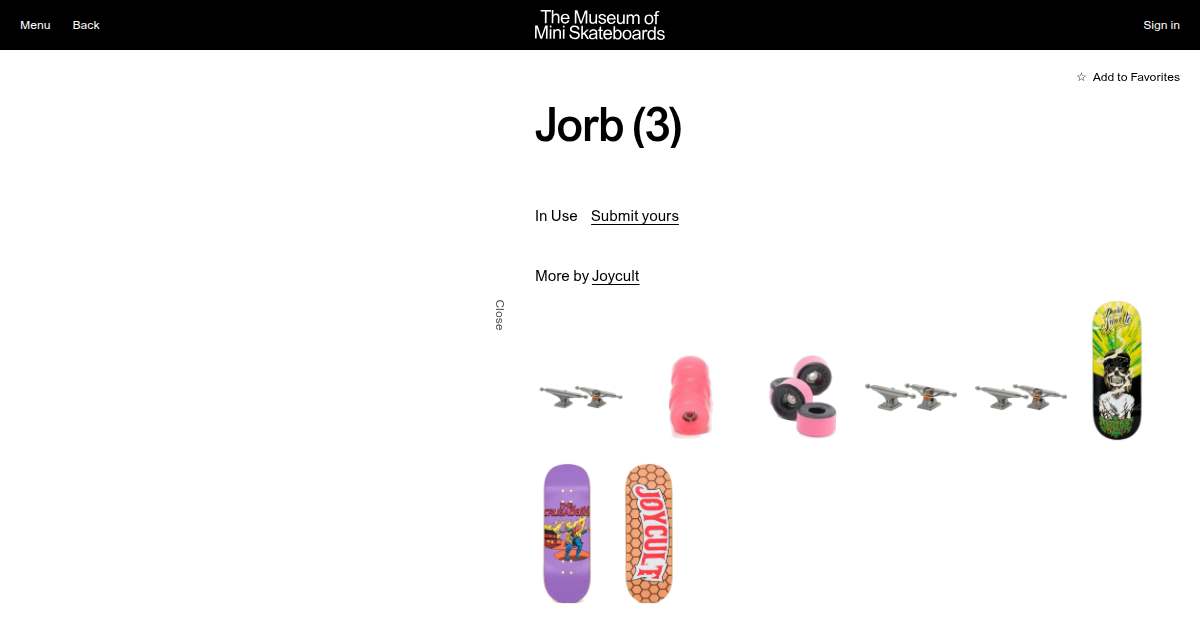 Menu
Back
The Museum of
Mini Skateboards
Sign in
☆ Add to Favorites
Jorb (3)
In Use
Submit yours
More by Joycult
Close
JOYCULT